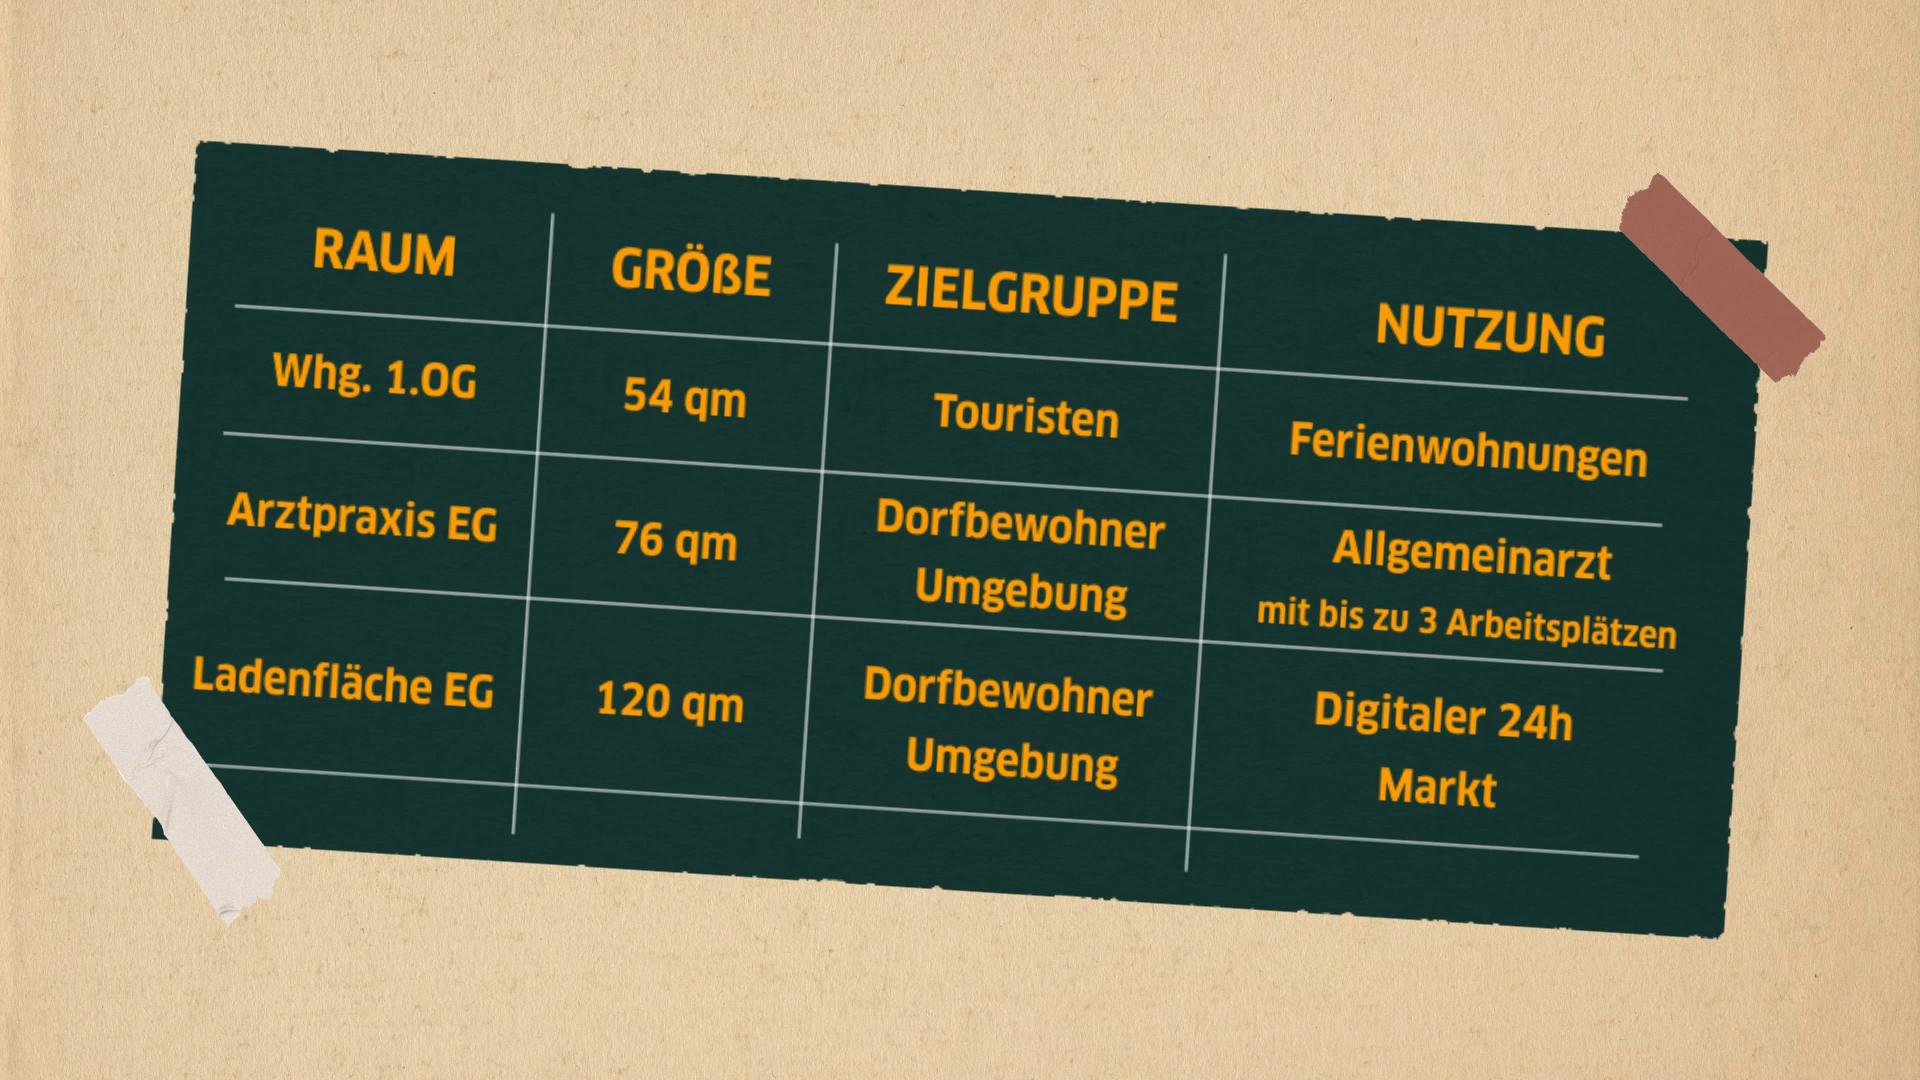 RAUM GRÖßE ZIELGRUPPE NUTZUNG
Whg. 1.OG 54 qm Touristen Ferienwohnungen
Arztpraxis EG 76 qm Dorfbewohner Allgemeinarzt
Umgebung mit bis zu 3 Arbeitsplätzen
Ladenfläche EG 120 qm Dorfbewohner Digitaler 24h
Umgebung Markt